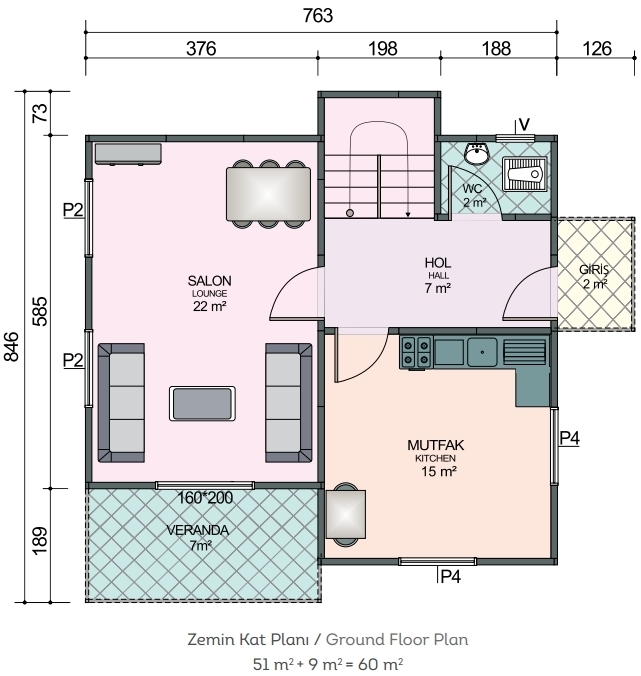 763
376
198
188
126
73
V
P2
WC
2 m²
HOL
HALL
7 m²
GİRİŞ
2 m²
SALON
LOUNGE
22 m²
585
846
P2
MUTFAK
KITCHEN
15 m²
P4
160*200
VERANDA
7m²
189
P4
Zemin Kat Planı / Ground Floor Plan
51 m² + 9 m² = 60 m²